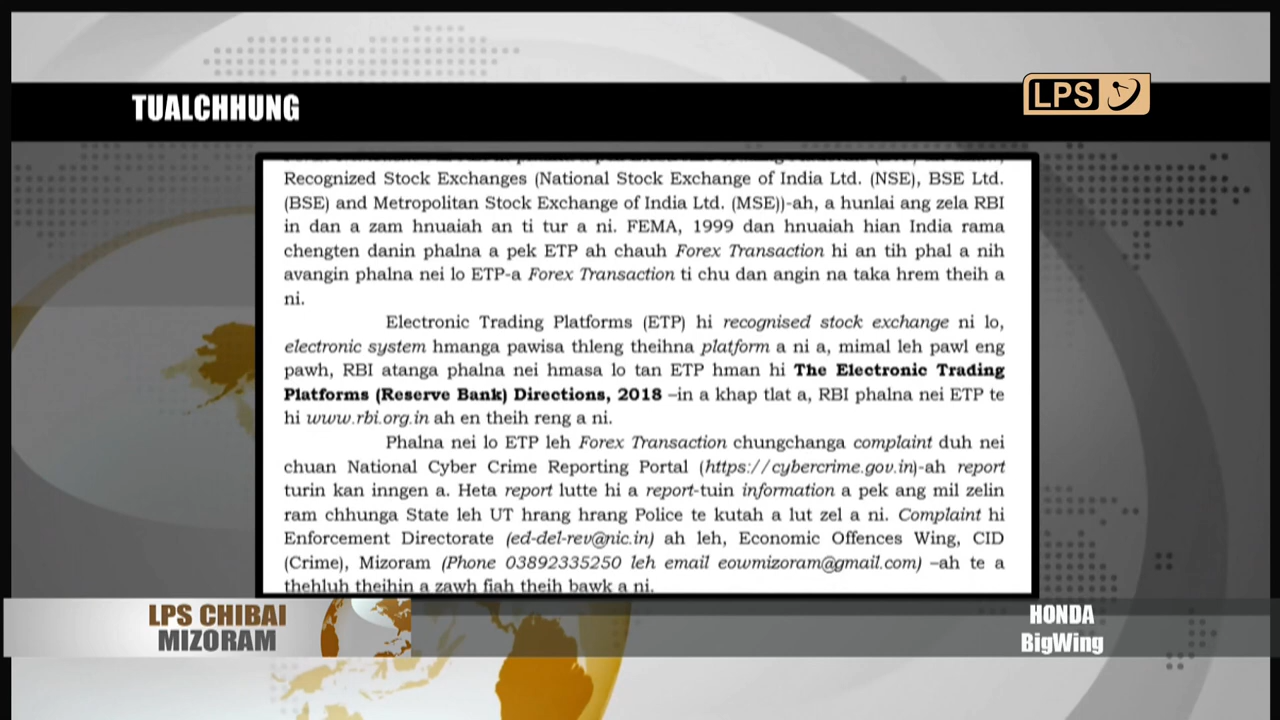 TUALCHHUNG
LPS
Recognized Stock Exchanges (National Stock Exchange of India Ltd. (NSE), BSE Ltd.
(BSE) and Metropolitan Stock Exchange of India Ltd. (MSE))-ah, a hunlai ang zela RBI
in dan a zam hnuaiah an ti tur a ni. FEMA, 1999 dan hnuaiah hian India rama
chengten danin phalna a pek ETP ah chauh Forex Transaction hi an tih phal a nih
avangin phalna nei lo ETP-a Forex Transaction ti chu dan angin na taka hrem theih a
ni.
Electronic Trading Platforms (ETP) hi recognised stock exchange ni lo,
electronic system hmanga pawisa thleng theihna platform a ni a, mimal leh pawl eng
pawh, RBI atanga phalna nei hmasa lo tan ETP hman hi The Electronic Trading
Platforms (Reserve Bank) Directions, 2018 –in a khap tlat a, RBI phalna nei ETP te
hi www.rbi.org.in ah en theih reng a ni.
Phalna nei lo ETP leh Forex Transaction chungchanga complaint duh nei
chuan National Cyber Crime Reporting Portal (https://cybercrime.gov.in)-ah report
turin kan inngen a. Heta report lutte hi a report-tuin information a pek ang mil zelin
ram chhunga State leh UT hrang hrang Police te kutah a lut zel a ni. Complaint hi
Enforcement Directorate (ed-del-rev@nic.in) ah leh, Economic Offences Wing, CID
(Crime), Mizoram (Phone 03892335250 leh email eowmizoram@gmail.com) –ah te a
thehluh theihin a zawh fiah theih bawk a ni.
LPS CHIBAI
MIZORAM
HONDA
BigWing